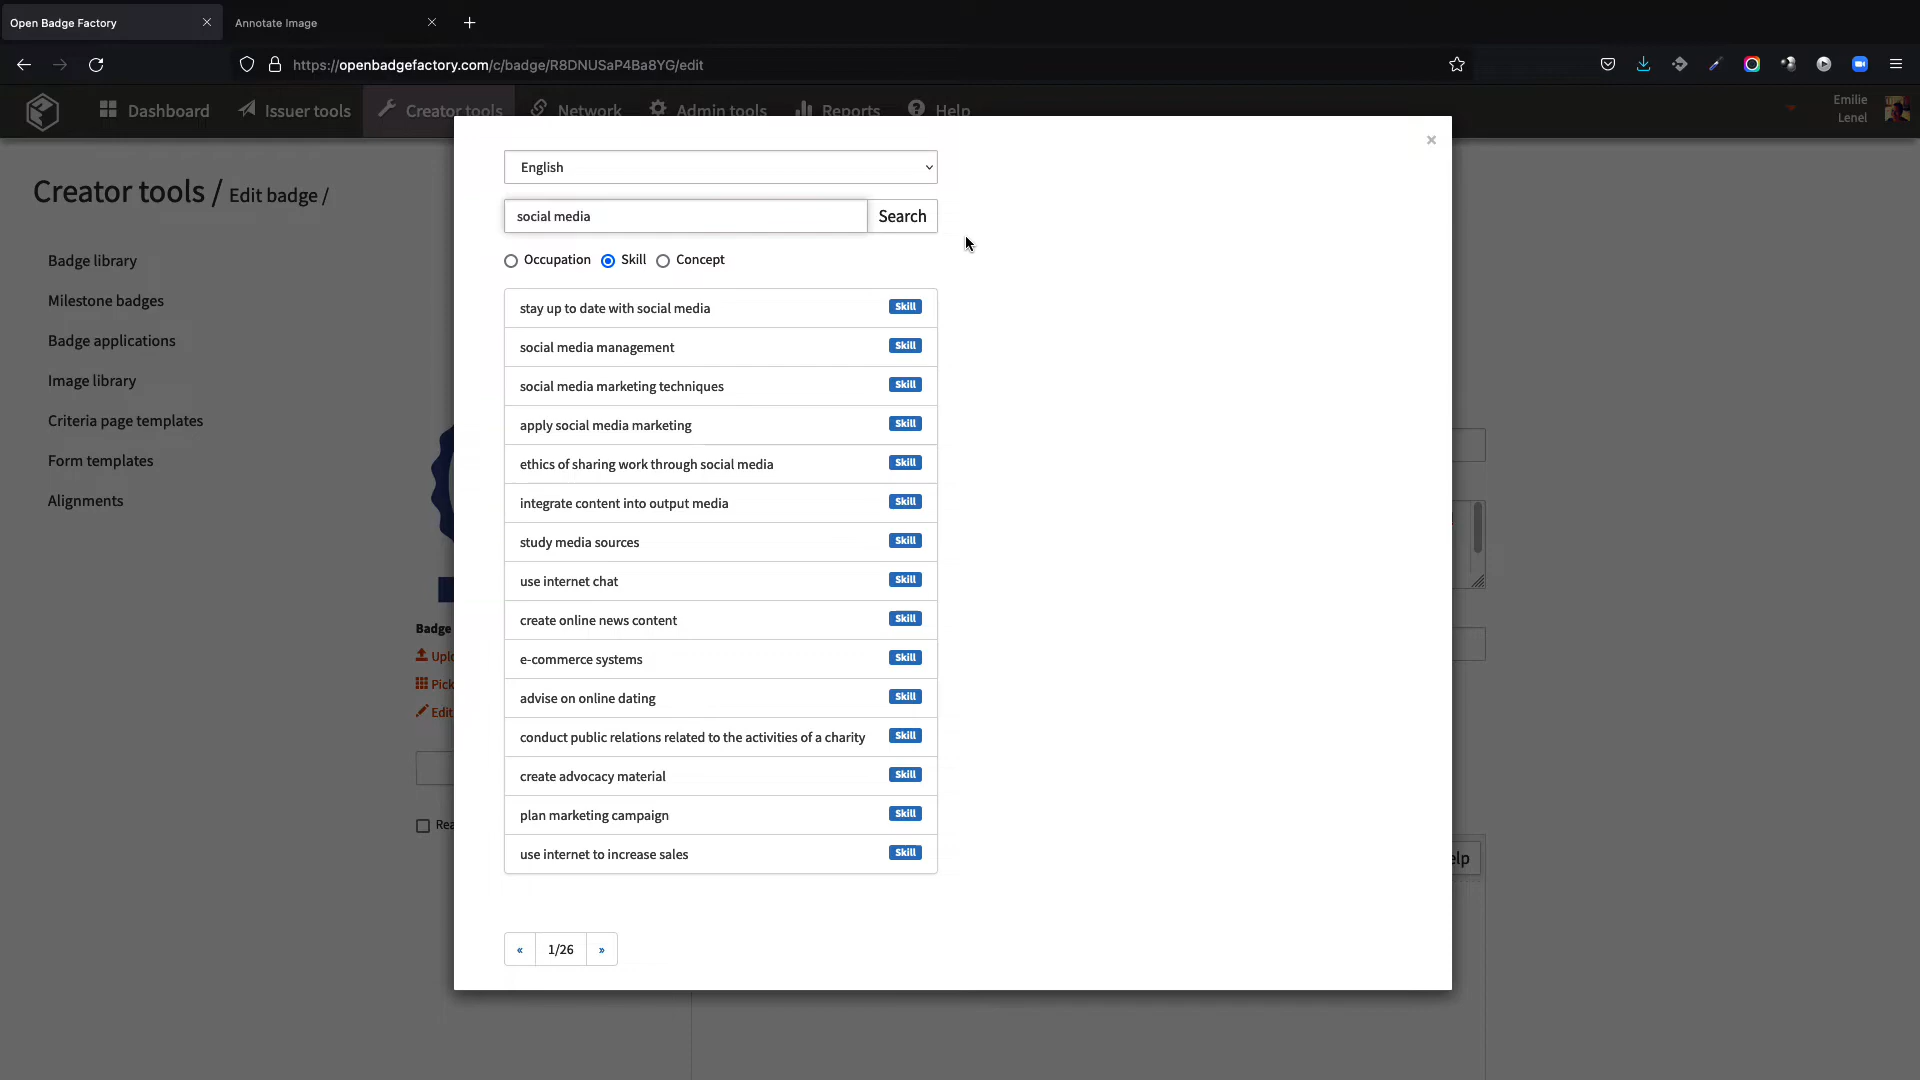 Open Badge Factory
Annotate Image
https://openbadgefactory.com/c/badge/R8DNUSaP4Ba8YG/edit
Dashboard
Issuer tools
Creator tools
Network
Admin tools
Reports
Help
Emilie
Lenel
Creator tools / Edit badge /
Badge library
Milestone badges
Badge applications
Image library
Criteria page templates
Form templates
Alignments
Badge
Uplo
Pick
Edit
Rea
elp
English
social media
Search
Occupation
Skill
Concept
stay up to date with social media Skill
social media management Skill
social media marketing techniques Skill
apply social media marketing Skill
ethics of sharing work through social media Skill
integrate content into output media Skill
study media sources Skill
use internet chat Skill
create online news content Skill
e-commerce systems Skill
advise on online dating Skill
conduct public relations related to the activities of a charity Skill
create advocacy material Skill
plan marketing campaign Skill
use internet to increase sales Skill
« 1/26 »